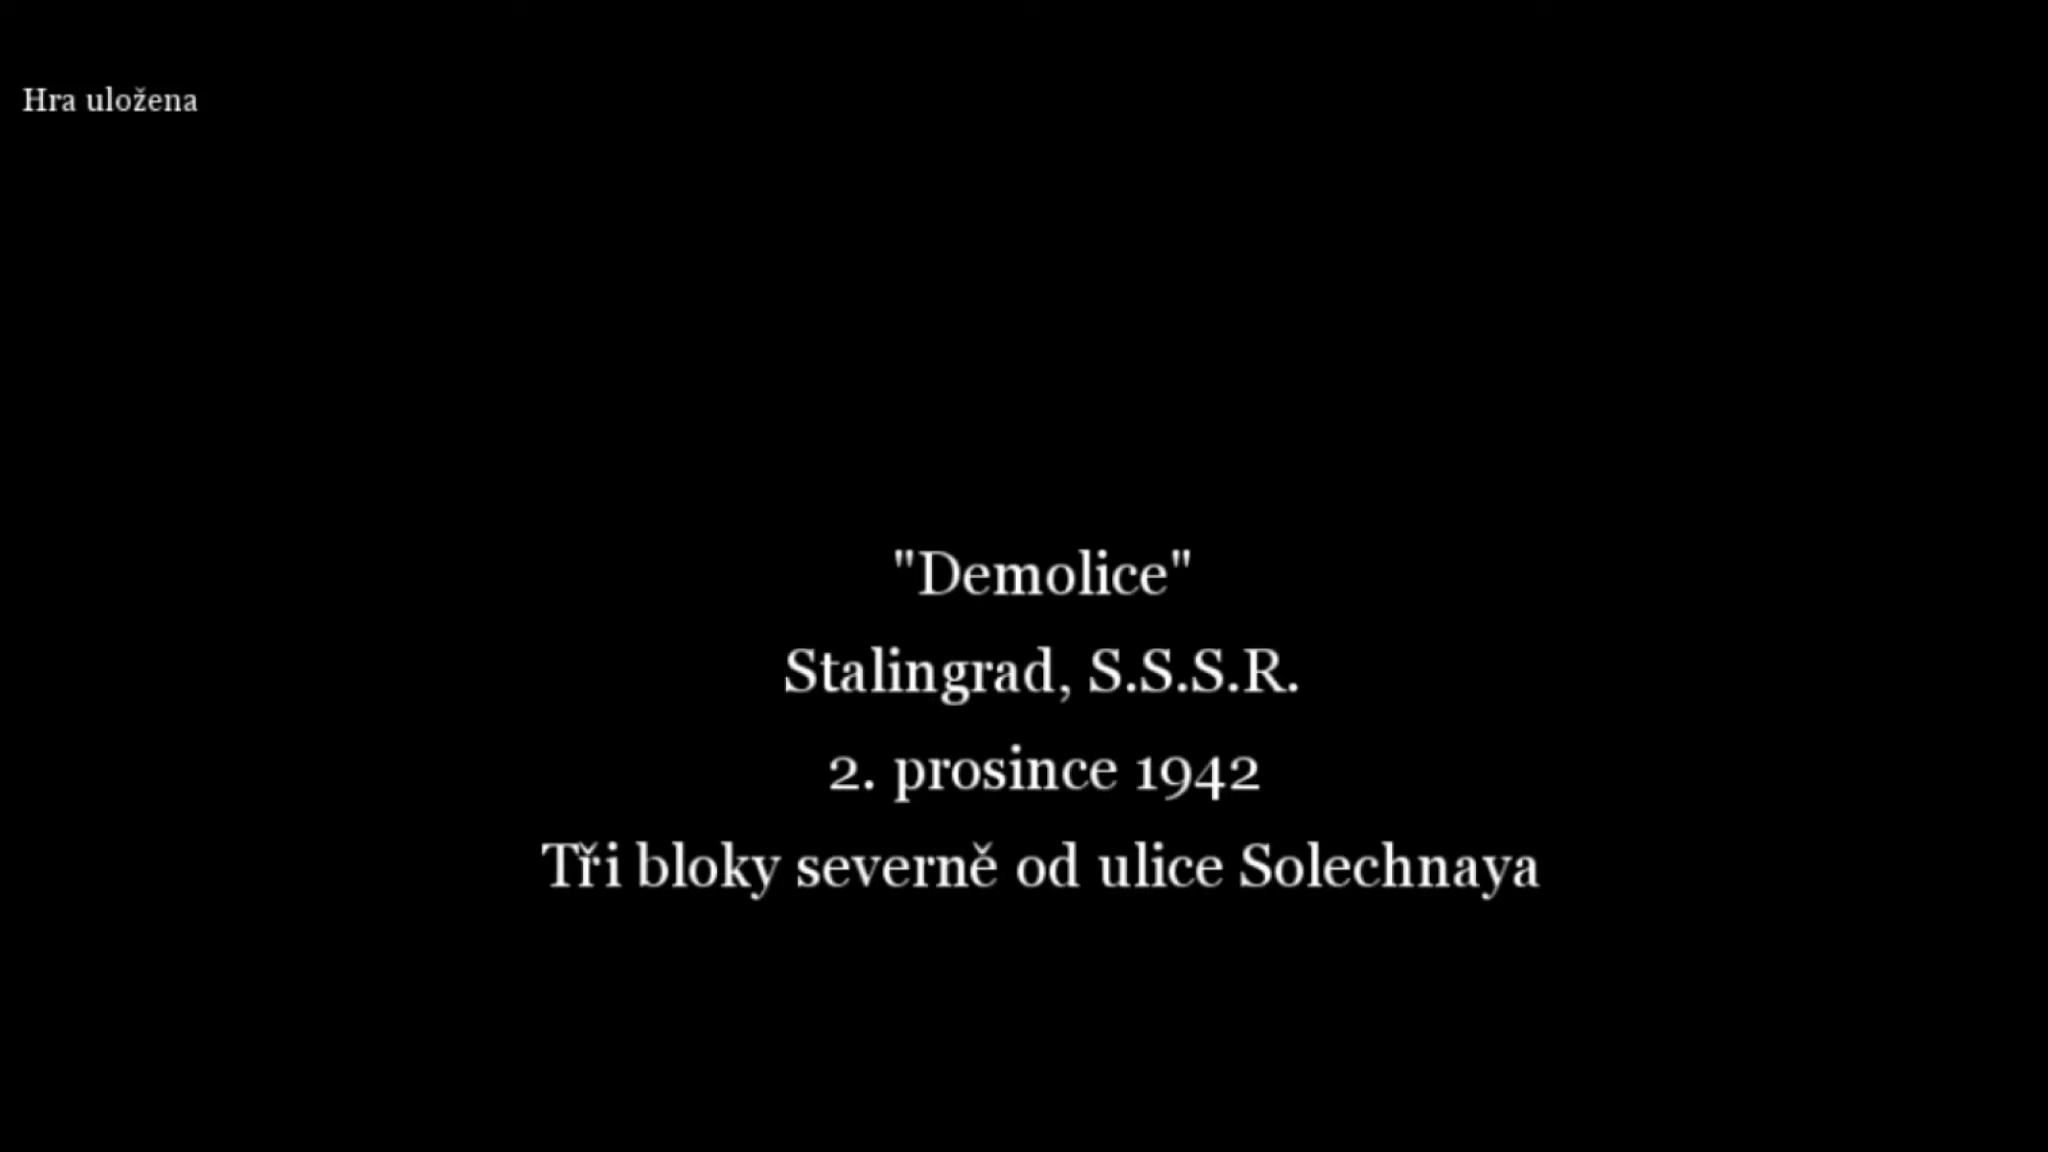 Hra uložena
"Demolice"
Stalingrad, S.S.S.R.
2. prosince 1942
Tři bloky severně od ulice Solechnaya